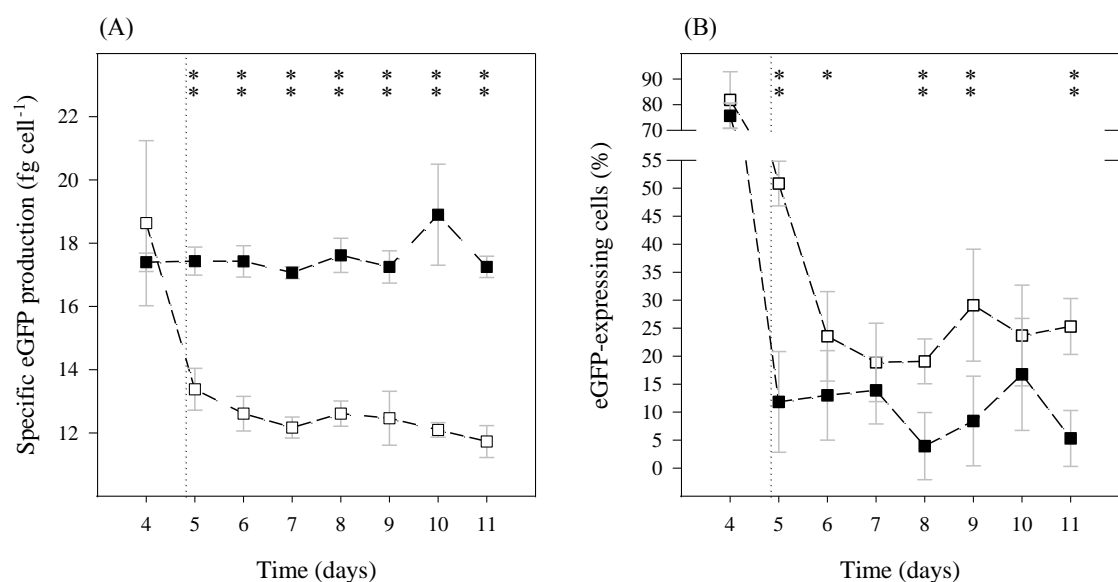 (A)
Specific eGFP production (fg cell⁻¹)
22
20
18
16
14
12
* * * * * * *
* * * * * * *
4 5 6 7 8 9 10 11
Time (days)
(B)
eGFP-expressing cells (%)
90
80
70
55
50
45
40
35
30
25
20
15
10
5
0
* * * * *
* * * *
4 5 6 7 8 9 10 11
Time (days)